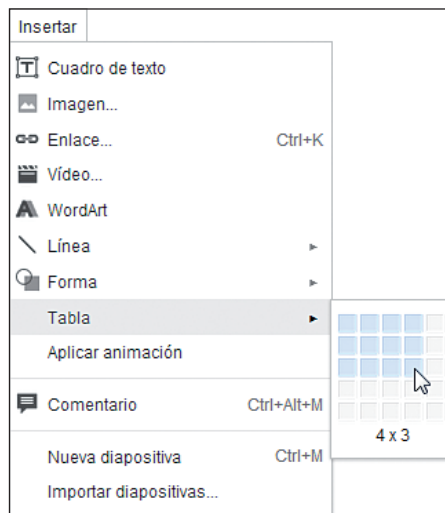 Insertar
Cuadro de texto
Imagen...
Enlace... Ctrl+K
Vídeo...
WordArt
Línea
Forma
Tabla
Aplicar animación
4 x 3
Comentario Ctrl+Alt+M
Nueva diapositiva Ctrl+M
Importar diapositivas...